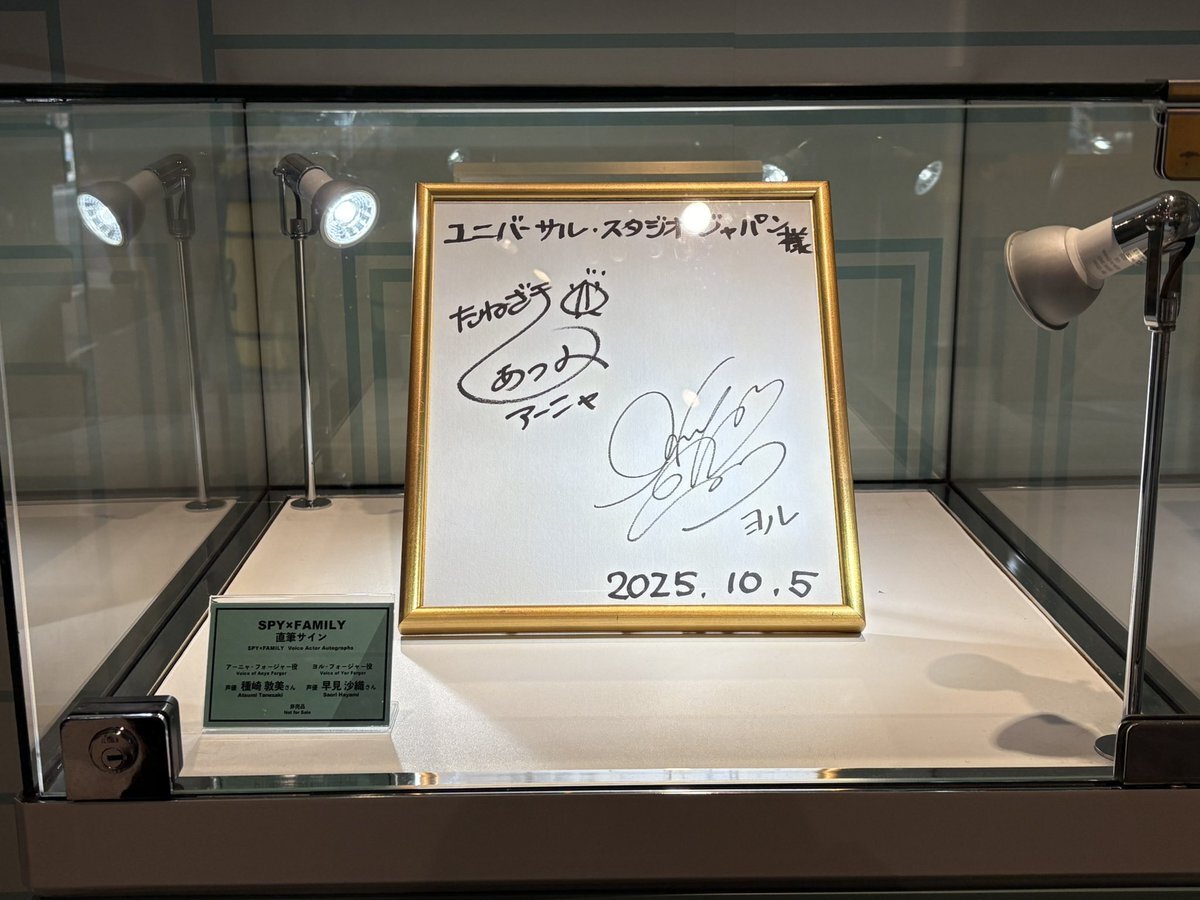 ユニバーサル・スタジオジャパン様
たねざき
あつみ
アーニャ
ヨル
2025.10.5
SPY×FAMILY
直筆サイン
SPY×FAMILY Voice Actor Autographs
アーニャ・フォージャー役 ヨル・フォージャー役
Voice of Anya Forger Voice of Yor Forger
声優 種﨑 敦美さん 声優 早見 沙織さん
Atsumi Tanezaki Saori Hayami
非売品
Not for Sale